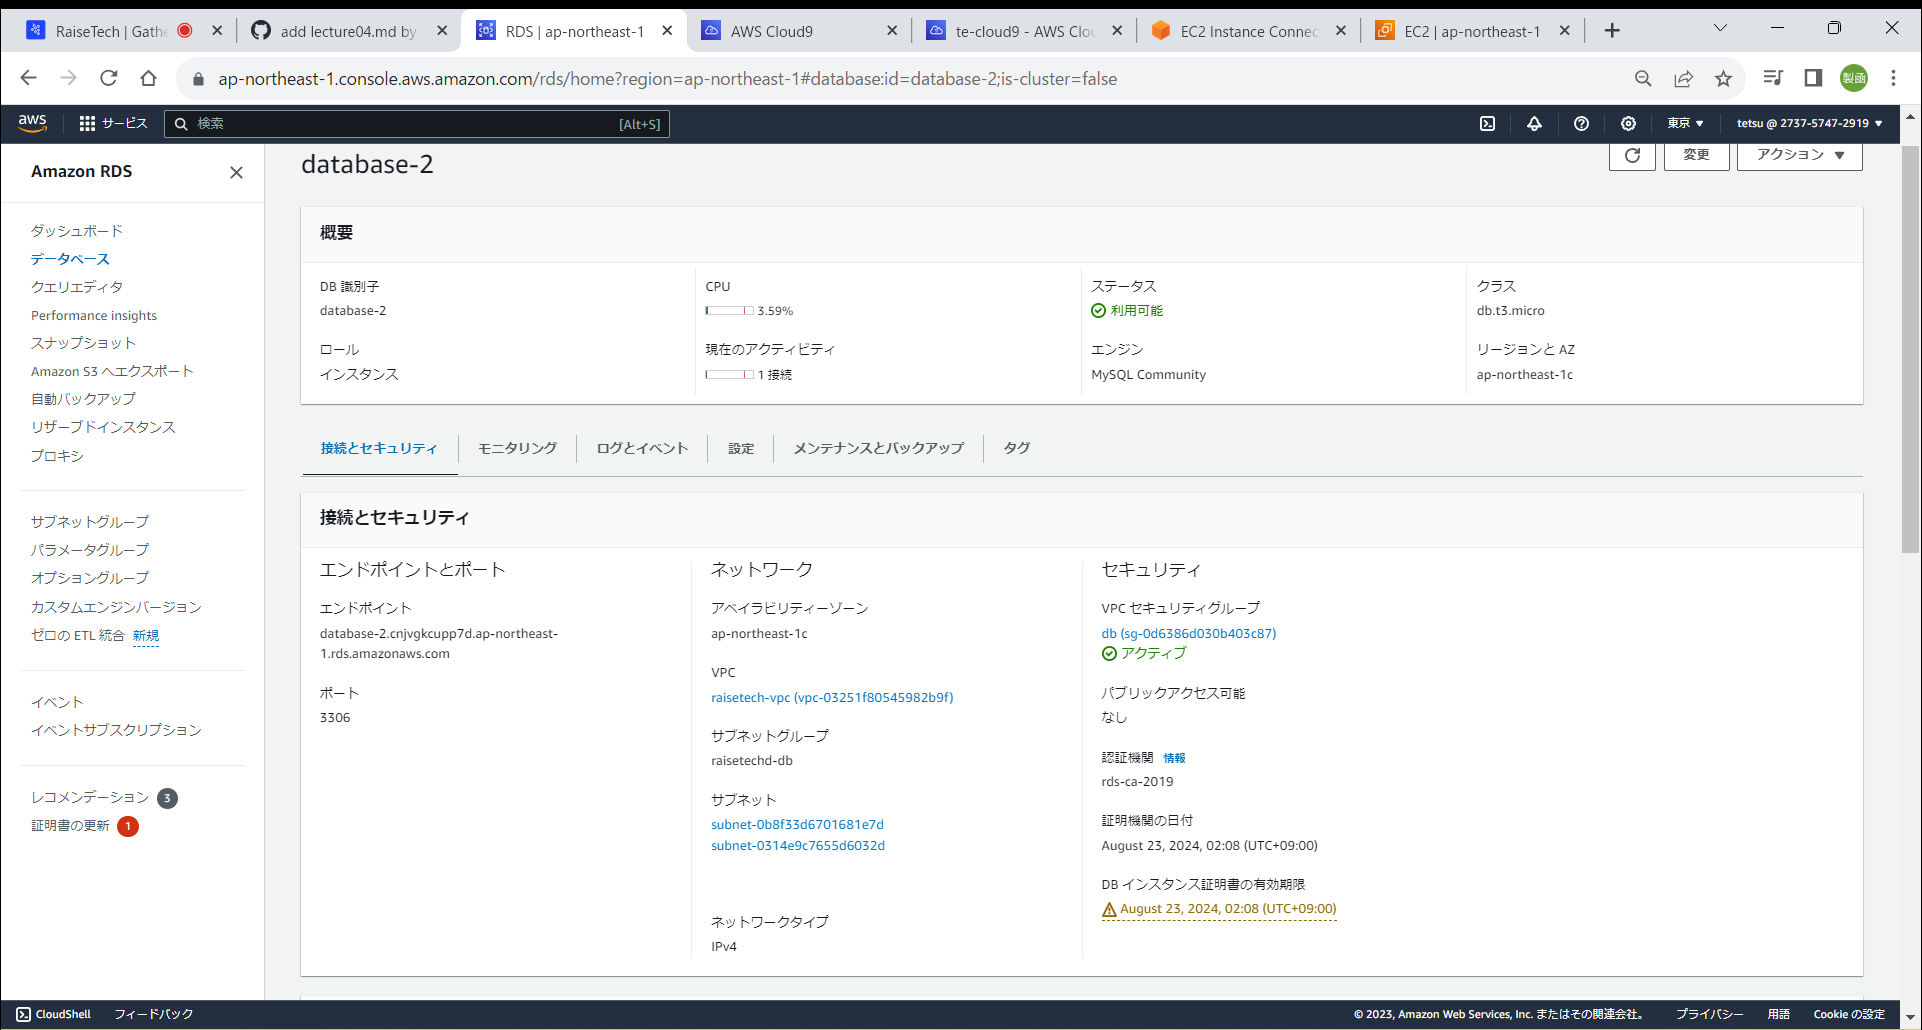 RaiseTech | Gathe
add lecture04.md by
RDS | ap-northeast-1
AWS Cloud9
te-cloud9 - AWS Clou
EC2 Instance Connec
EC2 | ap-northeast-1
ap-northeast-1.console.aws.amazon.com/rds/home?region=ap-northeast-1#database:id=database-2;is-cluster=false
製函
aws
サービス
検索
[Alt+S]
東京 ▼
tetsu @ 2737-5747-2919 ▼
Amazon RDS
ダッシュボード
データベース
クエリエディタ
Performance insights
スナップショット
Amazon S3 へエクスポート
自動バックアップ
リザーブドインスタンス
プロキシ
サブネットグループ
パラメータグループ
オプショングループ
カスタムエンジンバージョン
ゼロの ETL 統合 新規
イベント
イベントサブスクリプション
レコメンデーション 3
証明書の更新 1
database-2
変更
アクション ▼
概要
DB 識別子
database-2
CPU
3.59%
ステータス
利用可能
クラス
db.t3.micro
ロール
インスタンス
現在のアクティビティ
1 接続
エンジン
MySQL Community
リージョンと AZ
ap-northeast-1c
接続とセキュリティ
モニタリング
ログとイベント
設定
メンテナンスとバックアップ
タグ
接続とセキュリティ
エンドポイントとポート
エンドポイント
database-2.cnjvgkcupp7d.ap-northeast-
1.rds.amazonaws.com
ポート
3306
ネットワーク
アベイラビリティーゾーン
ap-northeast-1c
VPC
raisetech-vpc (vpc-03251f80545982b9f)
サブネットグループ
raisetechd-db
サブネット
subnet-0b8f33d6701681e7d
subnet-0314e9c7655d6032d
ネットワークタイプ
IPv4
セキュリティ
VPC セキュリティグループ
db (sg-0d6386d030b403c87)
アクティブ
パブリックアクセス可能
なし
認証機関 情報
rds-ca-2019
証明機関の日付
August 23, 2024, 02:08 (UTC+09:00)
DB インスタンス証明書の有効期限
August 23, 2024, 02:08 (UTC+09:00)
CloudShell
フィードバック
© 2023, Amazon Web Services, Inc. またはその関連会社。
プライバシー
用語
Cookie の設定